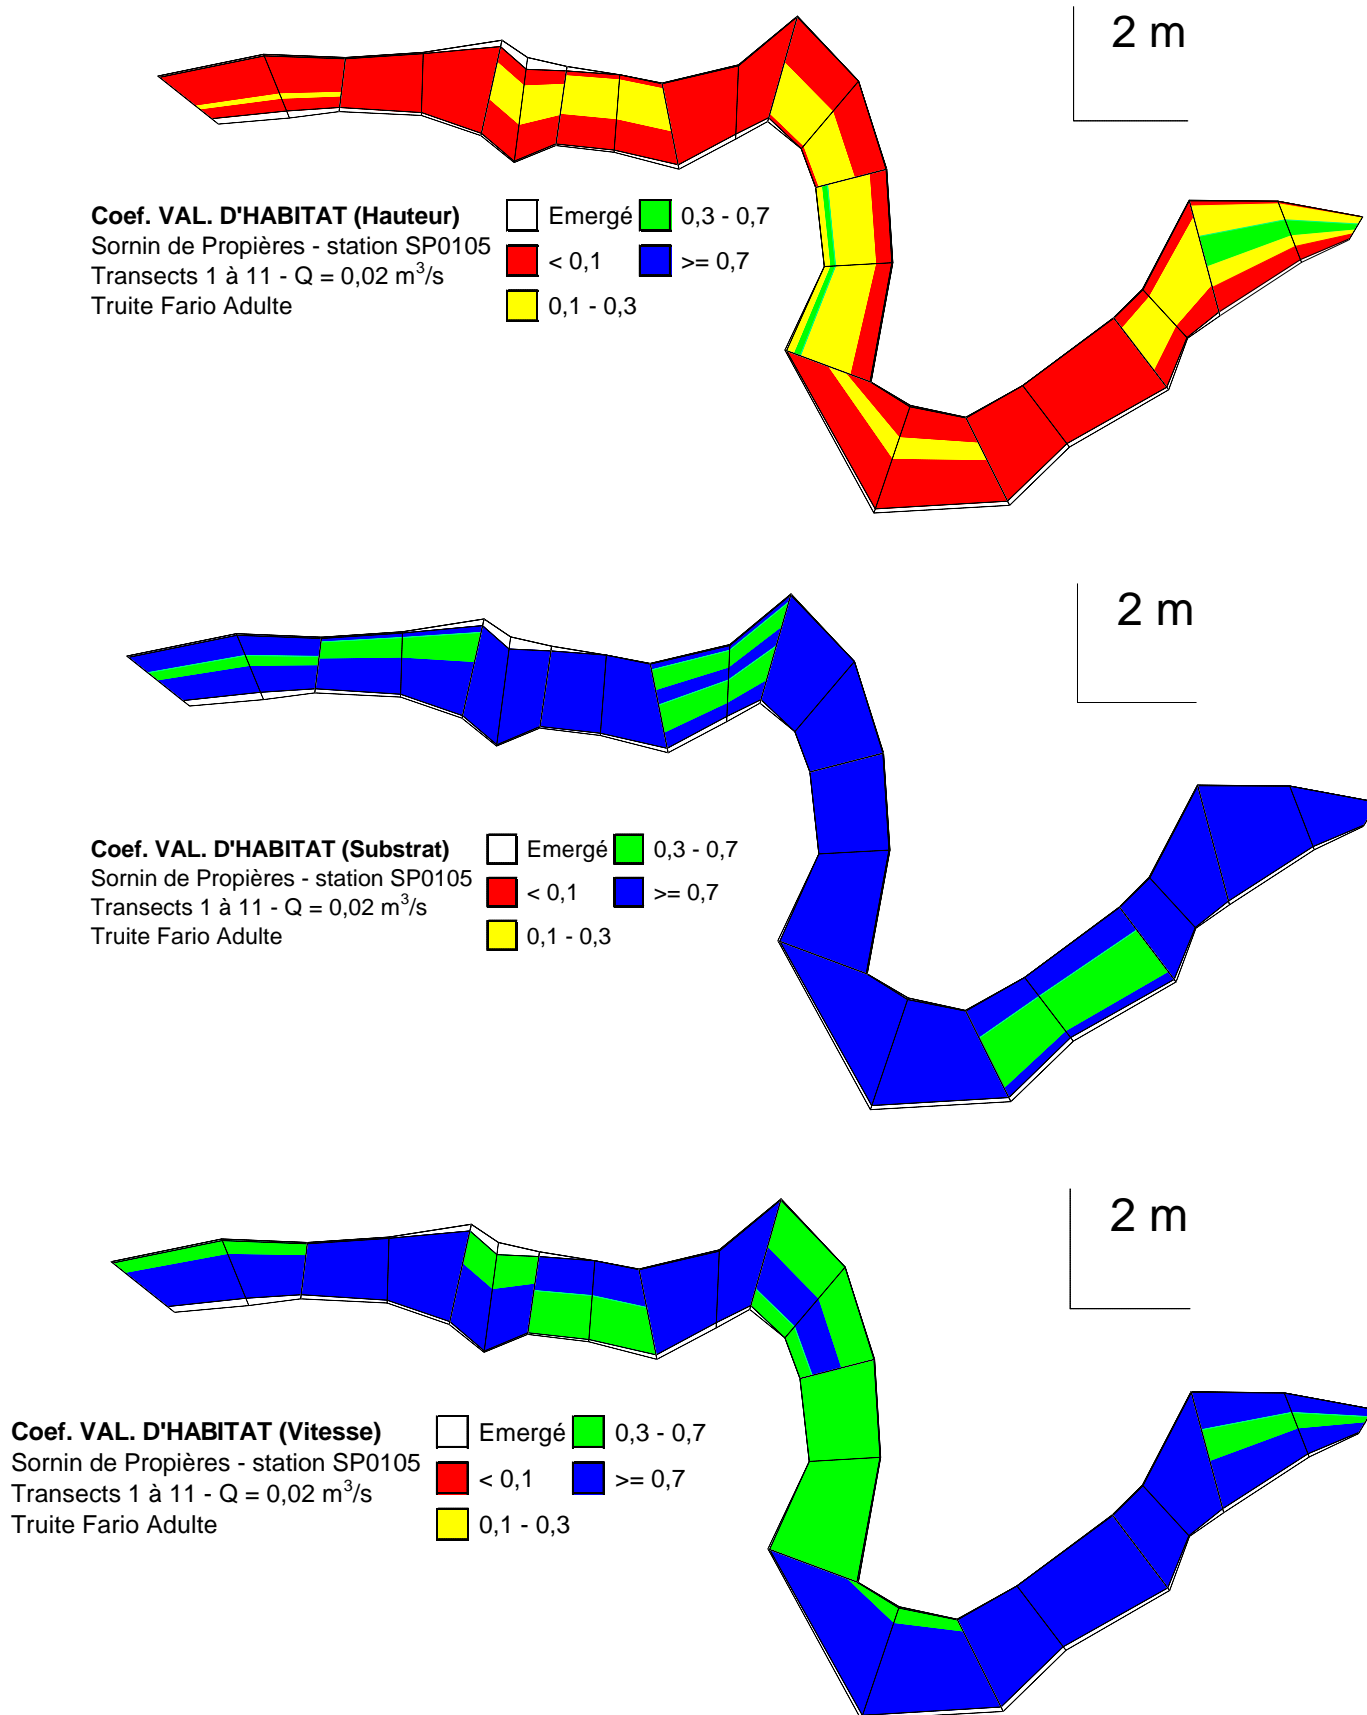 2 m
Coef. VAL. D'HABITAT (Hauteur)
Sornin de Propières - station SP0105
Transects 1 à 11 - Q = 0,02 m³/s
Truite Fario Adulte
Emergé
0,3 - 0,7
< 0,1
>= 0,7
0,1 - 0,3
2 m
Coef. VAL. D'HABITAT (Substrat)
Sornin de Propières - station SP0105
Transects 1 à 11 - Q = 0,02 m³/s
Truite Fario Adulte
Emergé
0,3 - 0,7
< 0,1
>= 0,7
0,1 - 0,3
2 m
Coef. VAL. D'HABITAT (Vitesse)
Sornin de Propières - station SP0105
Transects 1 à 11 - Q = 0,02 m³/s
Truite Fario Adulte
Emergé
0,3 - 0,7
< 0,1
>= 0,7
0,1 - 0,3